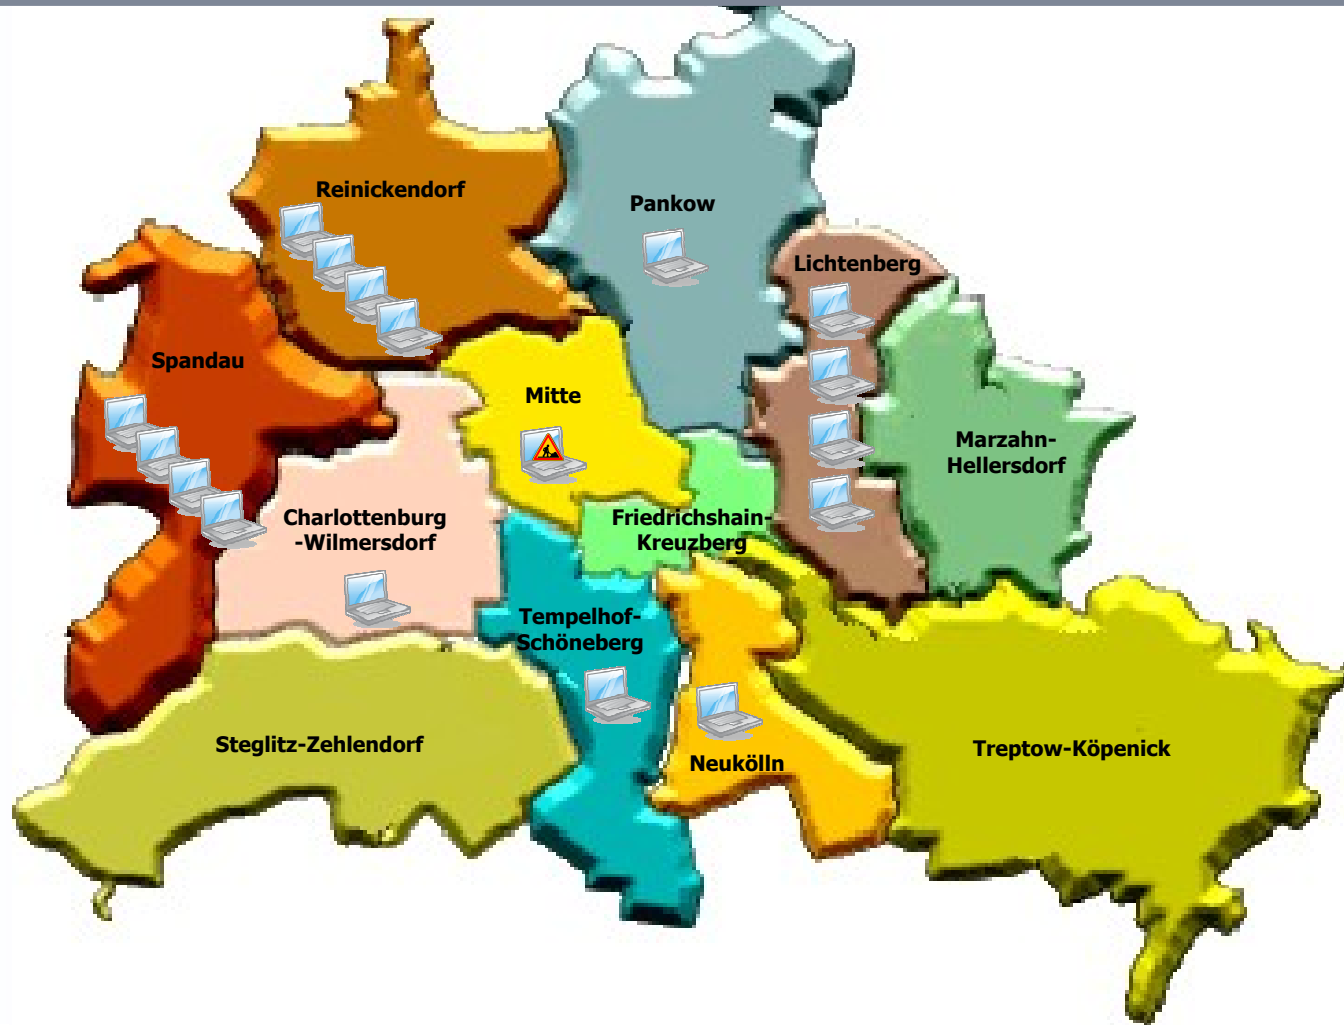 Reinickendorf
Pankow
Lichtenberg
Spandau
Mitte
Marzahn-
Hellersdorf
Charlottenburg
-Wilmersdorf
Friedrichshain-
Kreuzberg
Tempelhof-
Schöneberg
Steglitz-Zehlendorf
Neukölln
Treptow-Köpenick